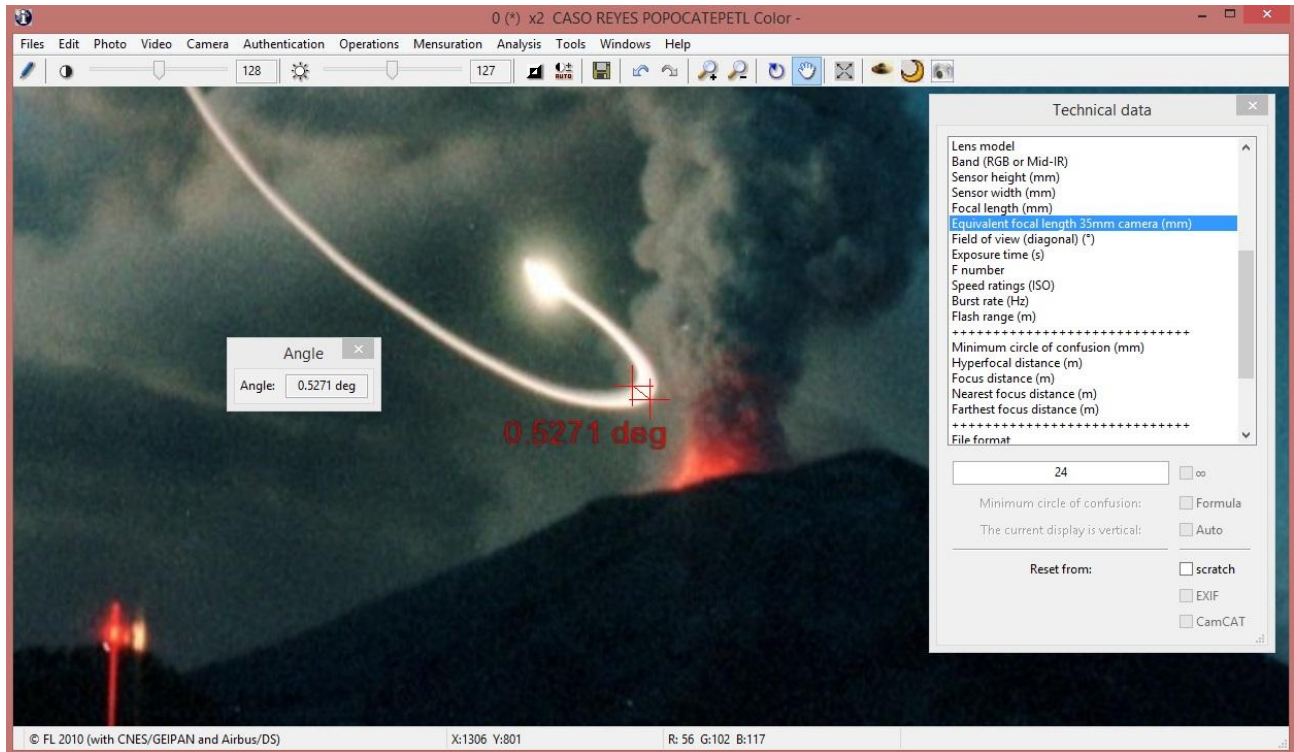 0 (*) x2 CASO REYES POPOCATEPETL Color -
Files Edit Photo Video Camera Authentication Operations Mensuration Analysis Tools Windows Help
128 127 AUTO
Technical data
Lens model
Band (RGB or Mid-IR)
Sensor height (mm)
Sensor width (mm)
Focal length (mm)
Equivalent focal length 35mm camera (mm)
Field of view (diagonal) (°)
Exposure time (s)
F number
Speed ratings (ISO)
Burst rate (Hz)
Flash range (m)
+++++++++++++++++++++++++++++
Minimum circle of confusion (mm)
Hyperfocal distance (m)
Focus distance (m)
Nearest focus distance (m)
Farthest focus distance (m)
+++++++++++++++++++++++++++++
File format
24 ∞
Minimum circle of confusion: Formula
The current display is vertical: Auto
Reset from: scratch
EXIF
CamCAT
Angle
Angle: 0.5271 deg
0.5271 deg
© FL 2010 (with CNES/GEIPAN and Airbus/DS) X:1306 Y:801 R: 56 G:102 B:117